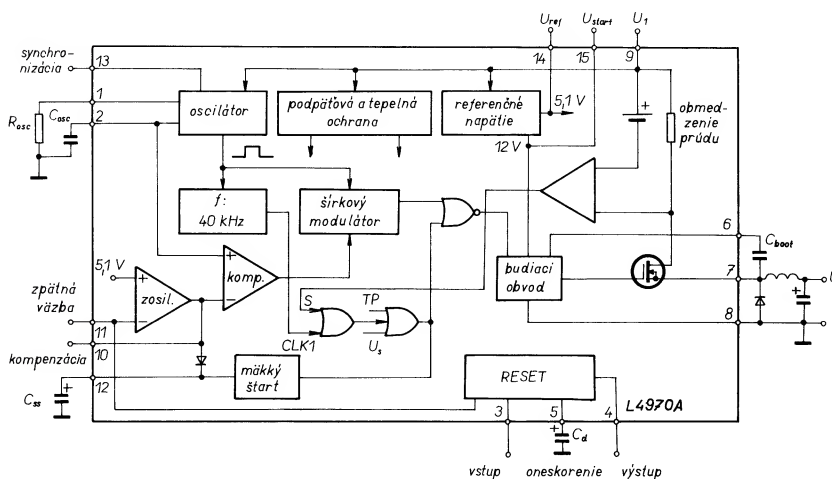 U_ref U_start U_1
14 15 9
synchro-
nizácia
13
1
R_osc C_osc
2
oscilátor
podpäťová a tepelná
ochrana
referenčné
napätie
5,1 V
12 V
+
obmed-
zenie
prúdu
f:
40 kHz
šírkový
modulátor
6
C_boot
7
U
+
8
budiaci
obvod
5,1 V
+
zosil.
−
+
komp.
−
spätná
väzba
11
kompenzácia
10
12
C_ss
+
S
CLK1
TP
U_s
mäkký
štart
RESET
L4970A
3 5 4
+
C_d
vstup oneskorenie výstup